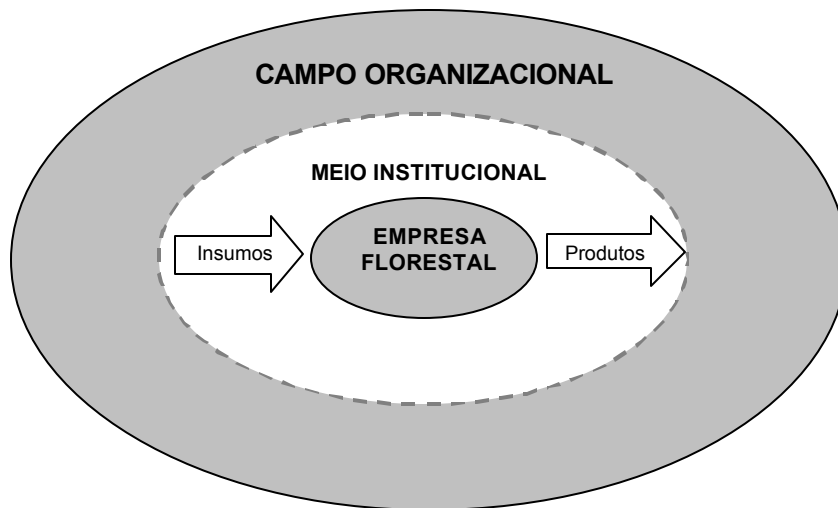 CAMPO ORGANIZACIONAL
MEIO INSTITUCIONAL
Insumos
EMPRESA
FLORESTAL
Produtos